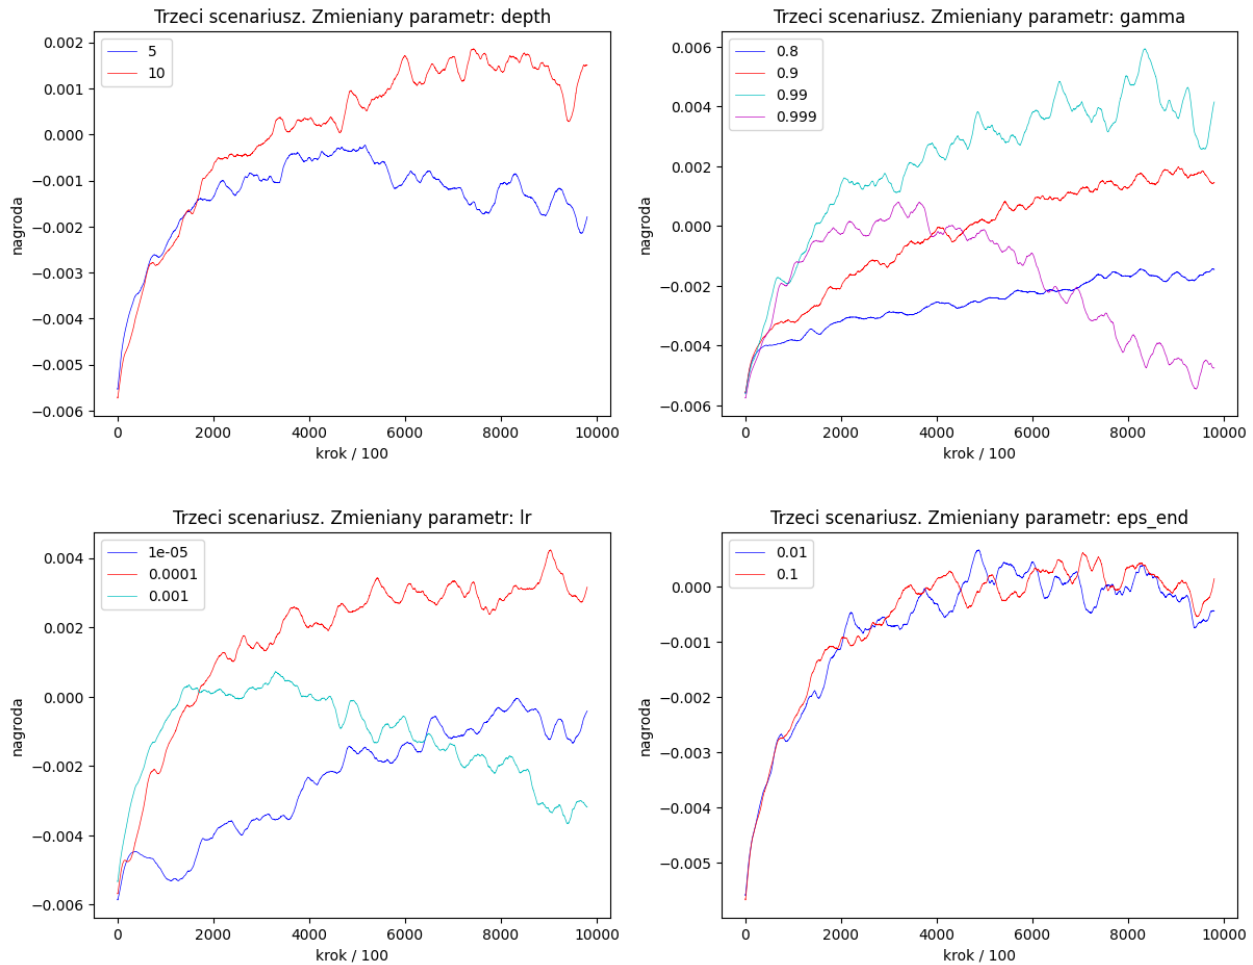 Trzeci scenariusz. Zmieniany parametr: depth
5
10
0.002
0.001
0.000
−0.001
−0.002
−0.003
−0.004
−0.005
−0.006
nagroda
0 2000 4000 6000 8000 10000
krok / 100
Trzeci scenariusz. Zmieniany parametr: gamma
0.8
0.9
0.99
0.999
0.006
0.004
0.002
0.000
−0.002
−0.004
−0.006
nagroda
0 2000 4000 6000 8000 10000
krok / 100
Trzeci scenariusz. Zmieniany parametr: lr
1e-05
0.0001
0.001
0.004
0.002
0.000
−0.002
−0.004
−0.006
nagroda
0 2000 4000 6000 8000 10000
krok / 100
Trzeci scenariusz. Zmieniany parametr: eps_end
0.01
0.1
0.000
−0.001
−0.002
−0.003
−0.004
−0.005
nagroda
0 2000 4000 6000 8000 10000
krok / 100